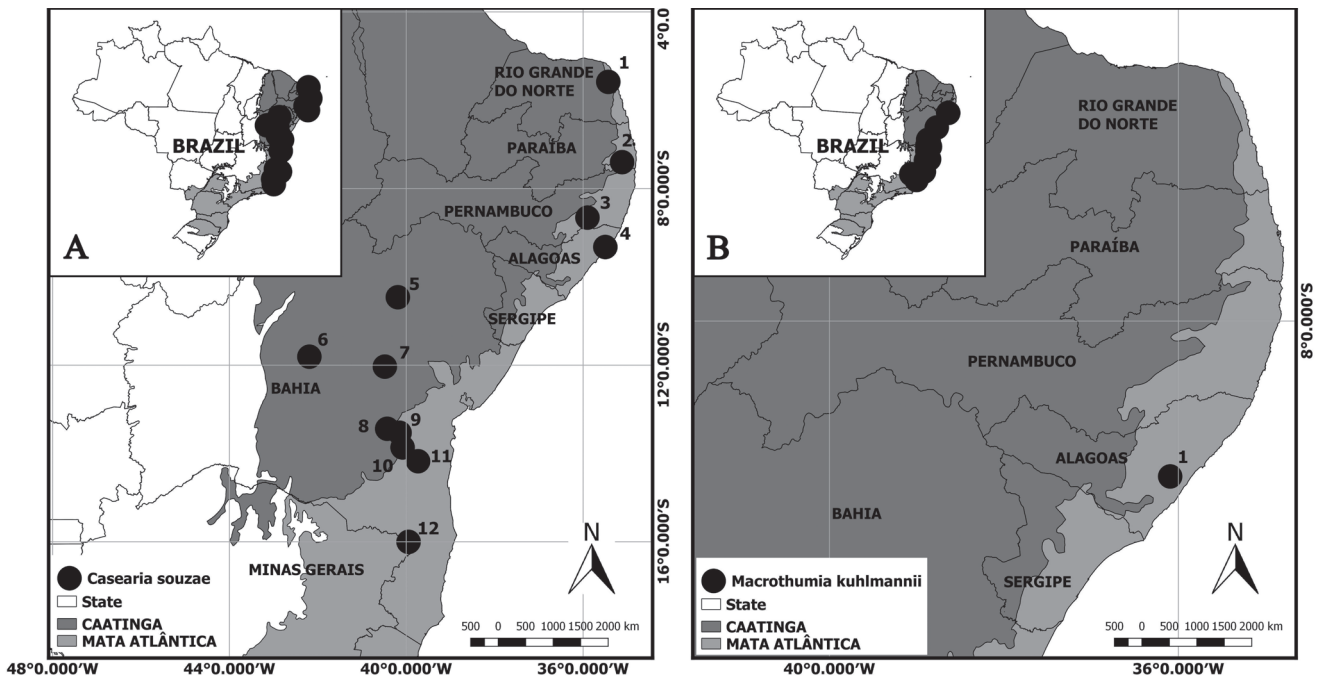 BRAZIL
A
RIO GRANDE
DO NORTE
1
PARAÍBA
2
PERNAMBUCO
3
4
ALAGOAS
5
SERGIPE
6
7
BAHIA
8
9
10
11
12
MINAS GERAIS
N
Casearia souzae
State
CAATINGA
MATA ATLÂNTICA
500 0 500 1000 1500 2000 km
4°0.0
8°0.000'S
12°0.000'S
16°0.000'S
48°0.000'W 44°0.000'W 40°0.000'W 36°0.000'W
BRAZIL
B
RIO GRANDE
DO NORTE
PARAÍBA
PERNAMBUCO
ALAGOAS
1
BAHIA
SERGIPE
N
Macrothumia kuhlmannii
State
CAATINGA
MATA ATLÂNTICA
500 0 500 1000 1500 2000 km
8°0.000'S
40°0.000'W 36°0.000'W